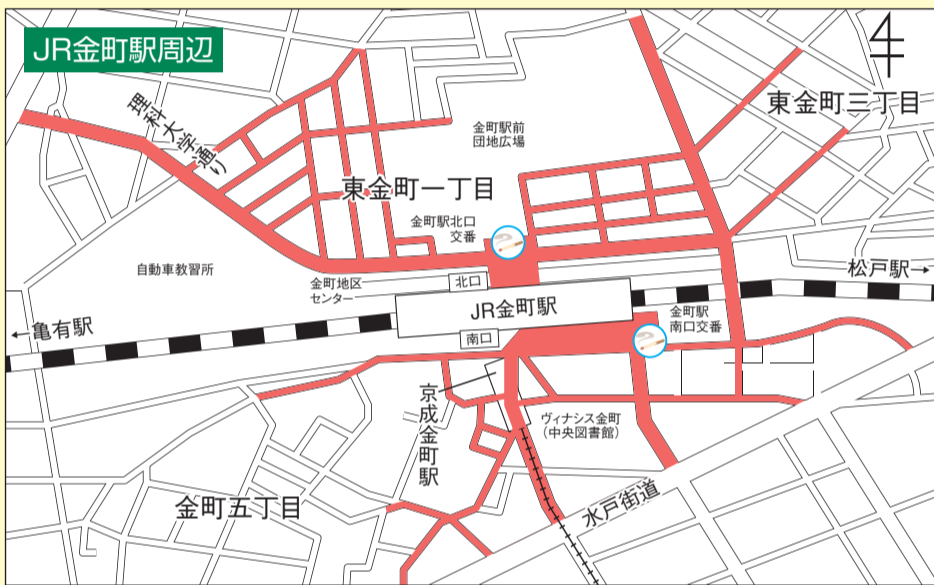 JR金町駅周辺
東金町三丁目
理科大学通り
金町駅前
団地広場
東金町一丁目
金町駅北口
交番
自動車教習所
金町地区
センター
北口
松戸駅→
JR金町駅
←亀有駅
南口
金町駅
南口交番
京成金町駅
ヴィナシス金町
(中央図書館)
金町五丁目
水戸街道